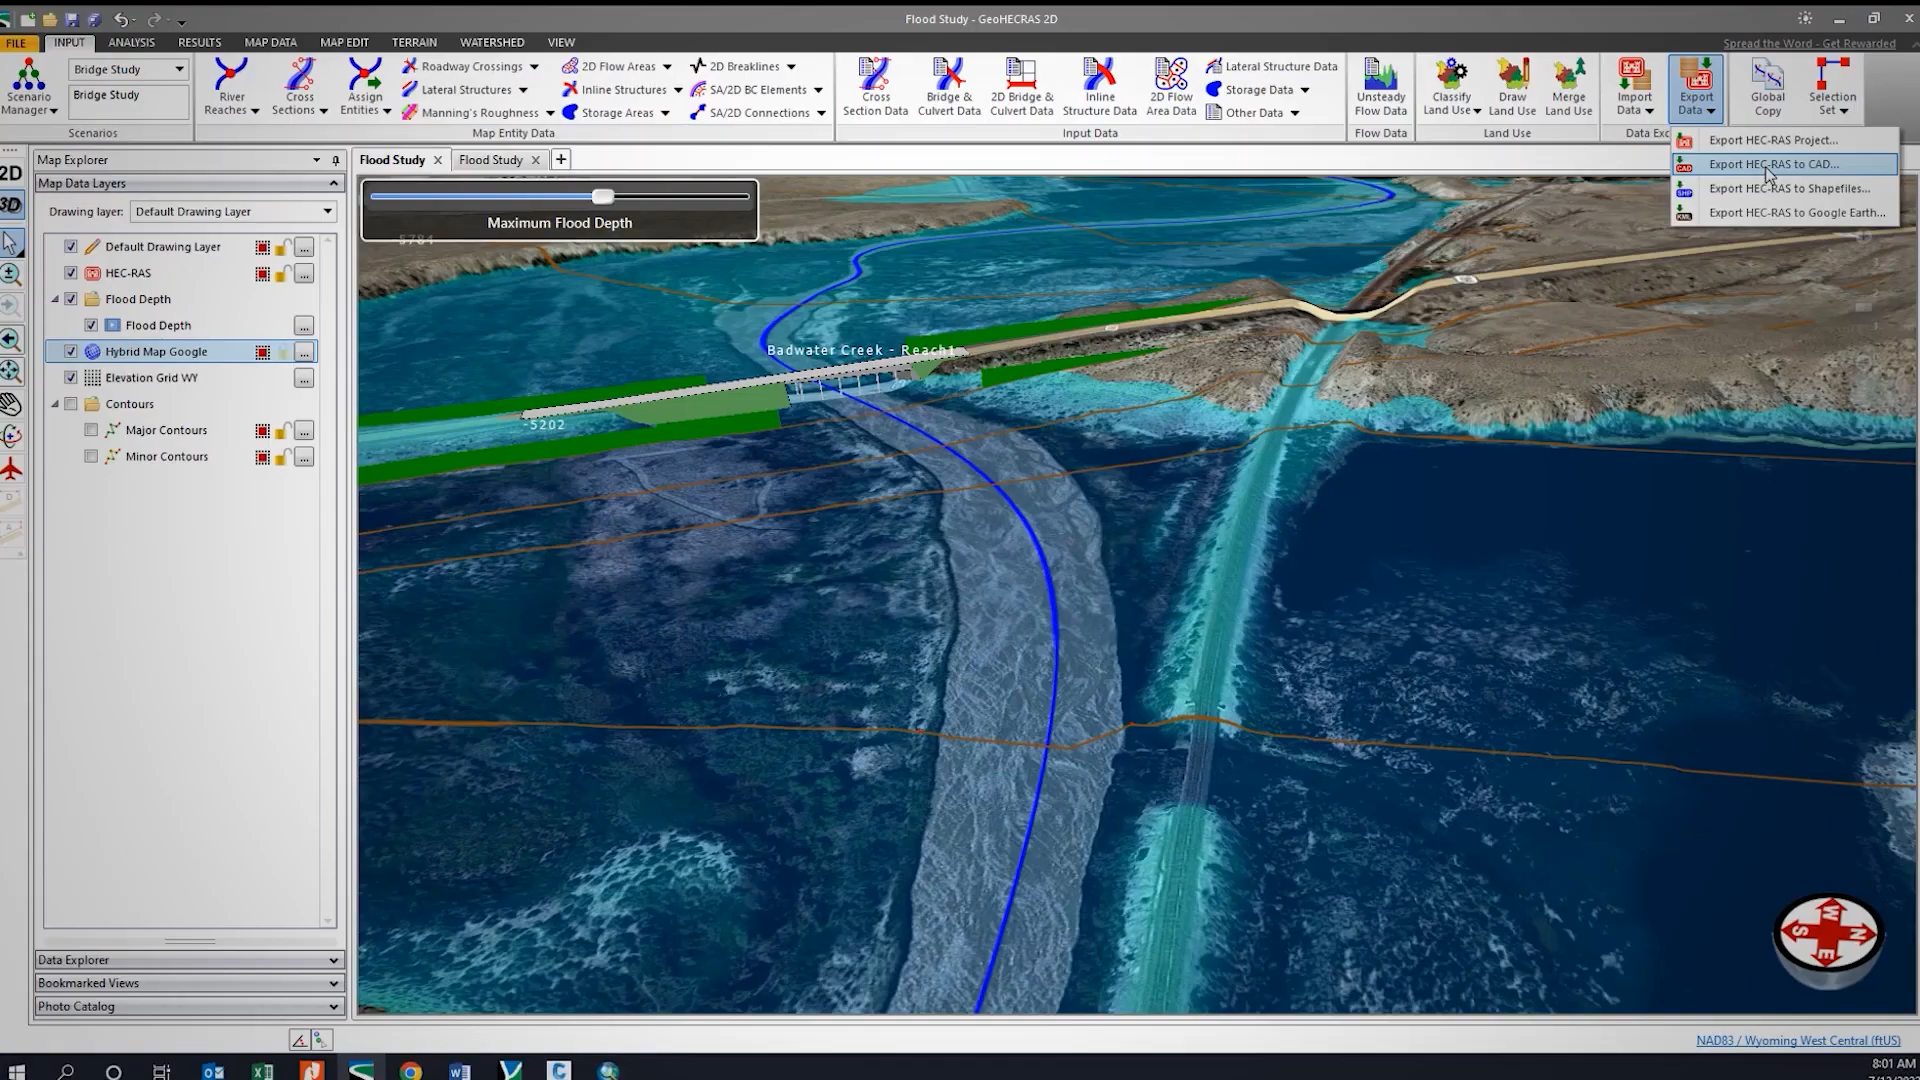 Flood Study - GeoHECRAS 2D
FILE INPUT ANALYSIS RESULTS MAP DATA MAP EDIT TERRAIN WATERSHED VIEW
Spread the Word - Get Rewarded
Scenario Manager
Bridge Study
Bridge Study
Scenarios
River Reaches
Cross Sections
Assign Entities
Roadway Crossings
Lateral Structures
Manning's Roughness
2D Flow Areas
Inline Structures
Storage Areas
2D Breaklines
SA/2D BC Elements
SA/2D Connections
Map Entity Data
Cross Section Data
Bridge & Culvert Data
2D Bridge & Culvert Data
Inline Structure Data
2D Flow Area Data
Lateral Structure Data
Storage Data
Other Data
Input Data
Unsteady Flow Data
Flow Data
Classify Land Use
Draw Land Use
Merge Land Use
Land Use
Import Data
Export Data
Data Exc
Global Copy
Selection Set
Export HEC-RAS Project...
Export HEC-RAS to CAD...
Export HEC-RAS to Shapefiles...
Export HEC-RAS to Google Earth...
2D
3D
Map Explorer
Map Data Layers
Drawing layer: Default Drawing Layer
Default Drawing Layer
HEC-RAS
Flood Depth
Flood Depth
Hybrid Map Google
Elevation Grid WY
Contours
Major Contours
Minor Contours
Data Explorer
Bookmarked Views
Photo Catalog
Flood Study
Flood Study
Maximum Flood Depth
5784
Badwater Creek - Reach1
-5202
W
S
N
E
NAD83 / Wyoming West Central (ftUS)
8:01 AM